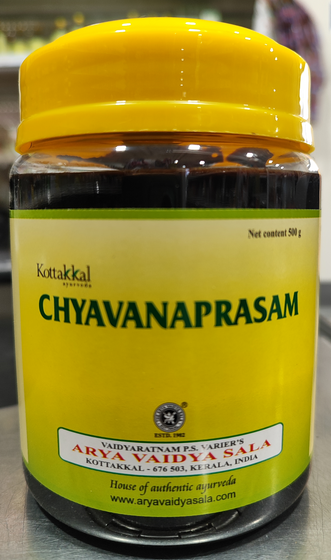 Net content 500 g
Kottakkal
ayurveda
CHYAVANAPRASAM
ESTD. 1902
VAIDYARATNAM P.S. VARIER'S
ARYA VAIDYA SALA
KOTTAKKAL - 676 503, KERALA, INDIA
House of authentic ayurveda
www.aryavaidyasala.com